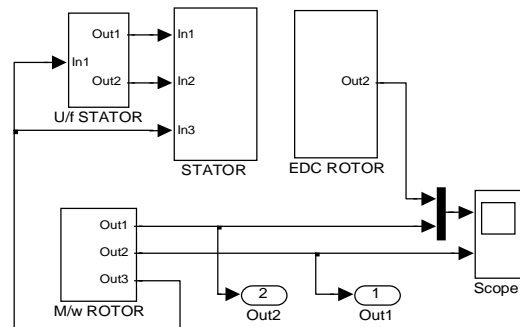 Out1
In1
Out2
U/f STATOR
In1
In2
In3
STATOR
Out2
EDC ROTOR
Out1
Out2
Out3
M/w ROTOR
2
Out2
1
Out1
Scope